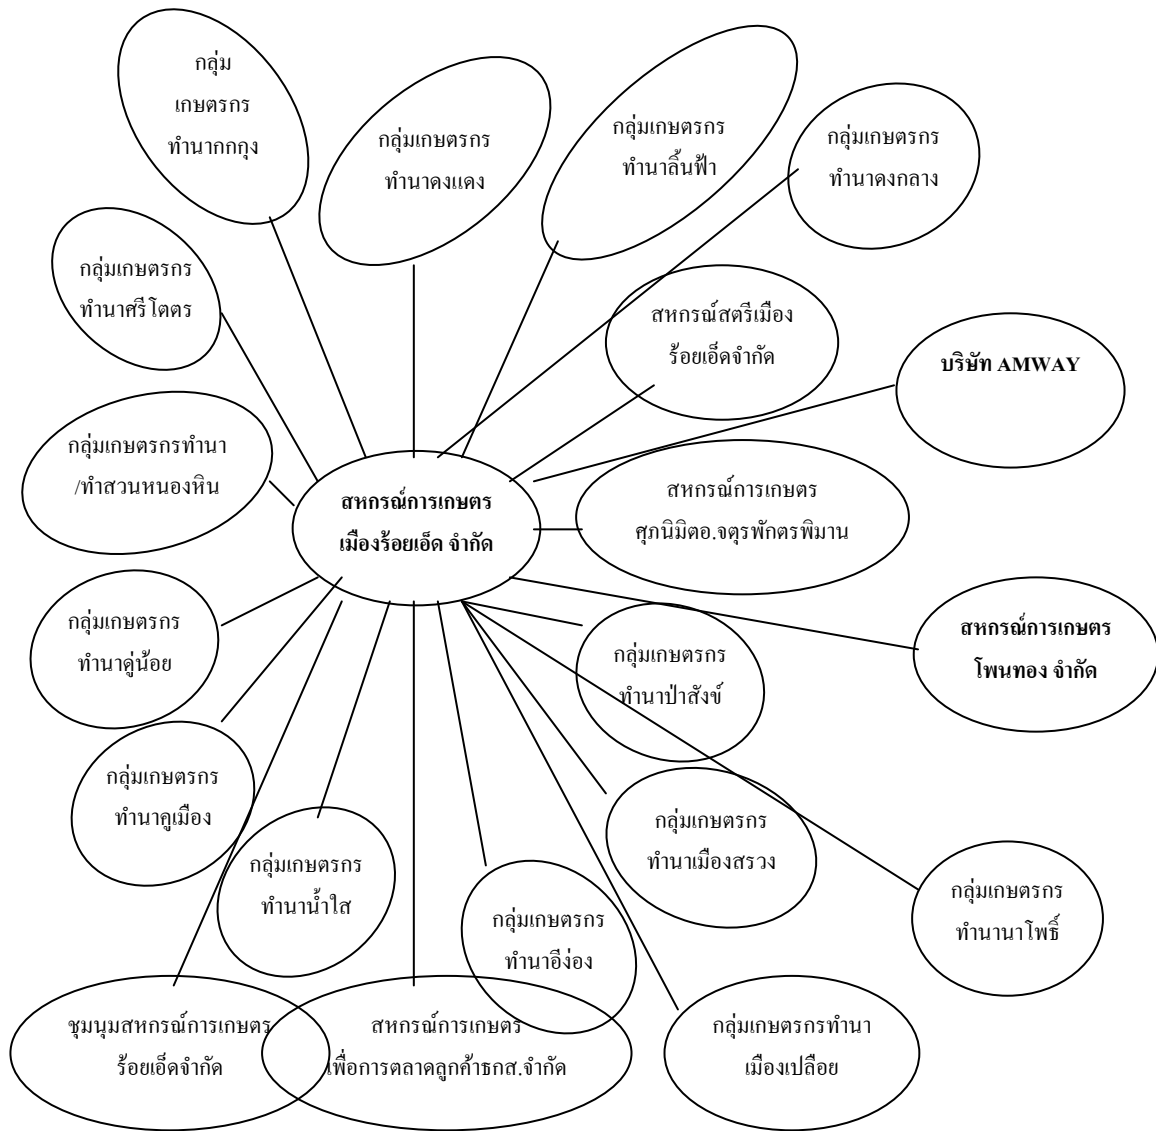 กลุ่ม
เกษตรกร
ทำนากกกุง
กลุ่มเกษตรกร
ทำนาดงแดง
กลุ่มเกษตรกร
ทำนาลิ้นฟ้า
กลุ่มเกษตรกร
ทำนาดงกลาง
กลุ่มเกษตรกร
ทำนาศรีโตตร
สหกรณ์สตรีเมือง
ร้อยเอ็ดจำกัด
บริษัท AMWAY
กลุ่มเกษตรกรทำนา
/ทำสวนหนองหิน
สหกรณ์การเกษตร
เมืองร้อยเอ็ด จำกัด
สหกรณ์การเกษตร
ศุภนิมิตอ.จตุรพักตรพิมาน
กลุ่มเกษตรกร
ทำนาคู่น้อย
กลุ่มเกษตรกร
ทำนาป่าสังข์
สหกรณ์การเกษตร
โพนทอง จำกัด
กลุ่มเกษตรกร
ทำนาคูเมือง
กลุ่มเกษตรกร
ทำนาเมืองสรวง
กลุ่มเกษตรกร
ทำนาน้ำใส
กลุ่มเกษตรกร
ทำนาอีง่อง
กลุ่มเกษตรกร
ทำนานาโพธิ์
ชุมนุมสหกรณ์การเกษตร
ร้อยเอ็ดจำกัด
สหกรณ์การเกษตร
เพื่อการตลาดลูกค้าธกส.จำกัด
กลุ่มเกษตรกรทำนา
เมืองเปลือย